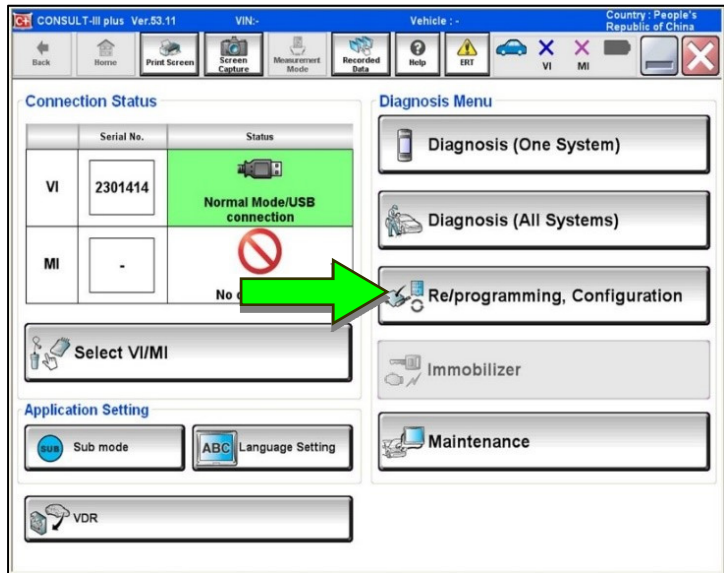 C+ CONSULT-III plus Ver.53.11 VIN:- Vehicle : - Country : People's
Republic of China
Back
Home
Print Screen
Screen
Capture
Measurement
Mode
Recorded
Data
Help
ERT
VI
MI
Connection Status
Serial No. Status
VI
2301414
Normal Mode/USB
connection
MI
-
No c
Select VI/MI
Application Setting
SUB Sub mode
ABC Language Setting
VDR
Diagnosis Menu
Diagnosis (One System)
Diagnosis (All Systems)
Re/programming, Configuration
Immobilizer
Maintenance